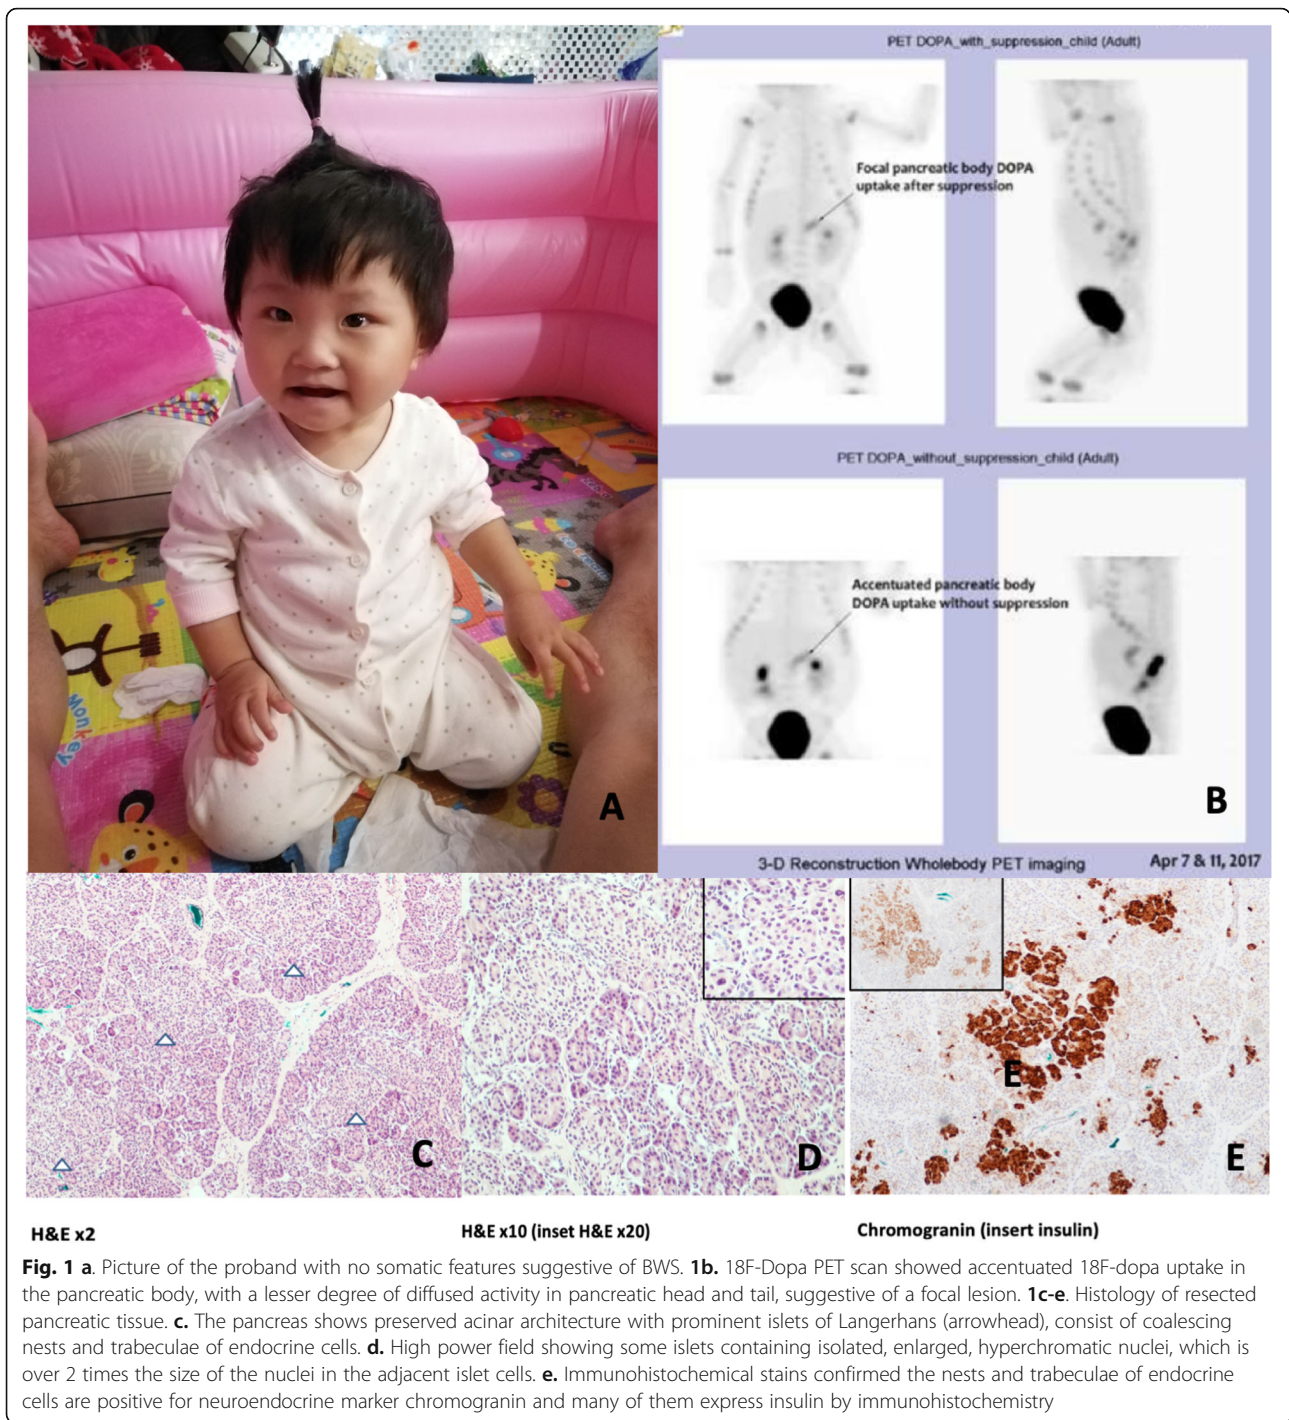 PET DOPA_with_suppression_child (Adult)
Focal pancreatic body DOPA
uptake after suppression
PET DOPA_without_suppression_child (Adult)
Accentuated pancreatic body
DOPA uptake without suppression
Monkey
A
B
3-D Reconstruction Wholebody PET imaging
Apr 7 & 11, 2017
E
C
D
E
H&E x2
H&E x10 (inset H&E x20)
Chromogranin (insert insulin)
Fig. 1 a. Picture of the proband with no somatic features suggestive of BWS. 1b. 18F-Dopa PET scan showed accentuated 18F-dopa uptake in
the pancreatic body, with a lesser degree of diffused activity in pancreatic head and tail, suggestive of a focal lesion. 1c-e. Histology of resected
pancreatic tissue. c. The pancreas shows preserved acinar architecture with prominent islets of Langerhans (arrowhead), consist of coalescing
nests and trabeculae of endocrine cells. d. High power field showing some islets containing isolated, enlarged, hyperchromatic nuclei, which is
over 2 times the size of the nuclei in the adjacent islet cells. e. Immunohistochemical stains confirmed the nests and trabeculae of endocrine
cells are positive for neuroendocrine marker chromogranin and many of them express insulin by immunohistochemistry